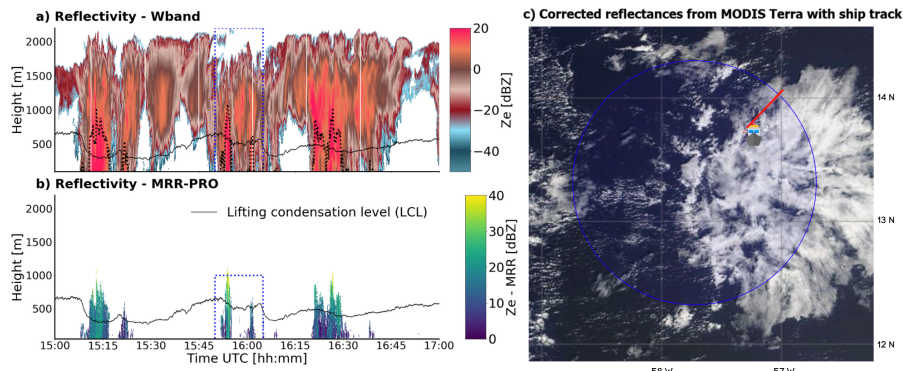 a) Reflectivity - Wband
2000
1500
1000
500
Height [m]
20
0
−20
−40
Ze [dBZ]
b) Reflectivity - MRR-PRO
2000
1500
1000
500
Height [m]
Lifting condensation level (LCL)
40
30
20
10
0
Ze - MRR [dBZ]
15:00 15:15 15:30 15:45 16:00 16:15 16:30 16:45 17:00
Time UTC [hh:mm]
c) Corrected reflectances from MODIS Terra with ship track
14 N
13 N
12 N
58 W 57 W